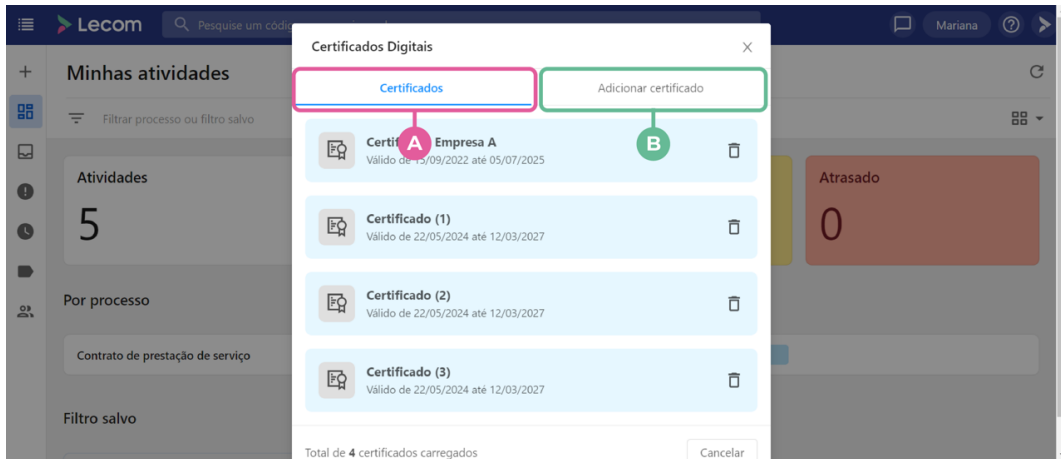 Lecom
Pesquise um códig
Mariana
Minhas atividades
Filtrar processo ou filtro salvo
Atividades
5
Atrasado
0
Por processo
Contrato de prestação de serviço
Filtro salvo
Certificados Digitais
Certificados
Adicionar certificado
A
B
Empresa A
Válido de 15/09/2022 até 05/07/2025
Certificado (1)
Válido de 22/05/2024 até 12/03/2027
Certificado (2)
Válido de 22/05/2024 até 12/03/2027
Certificado (3)
Válido de 22/05/2024 até 12/03/2027
Total de 4 certificados carregados
Cancelar